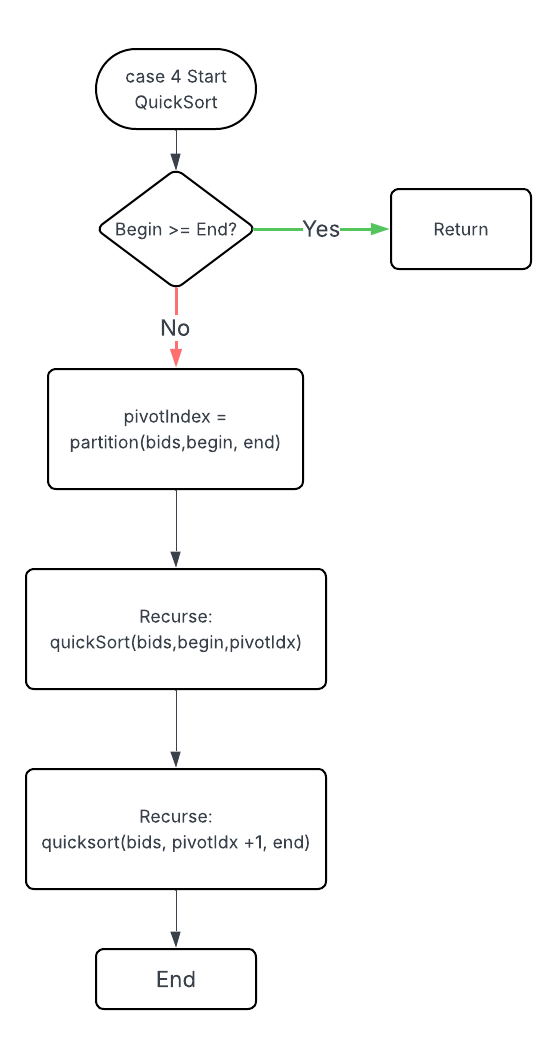 case 4 Start
QuickSort
Begin >= End?
Yes
Return
No
pivotIndex =
partition(bids,begin, end)
Recurse:
quickSort(bids,begin,pivotIdx)
Recurse:
quicksort(bids, pivotIdx +1, end)
End